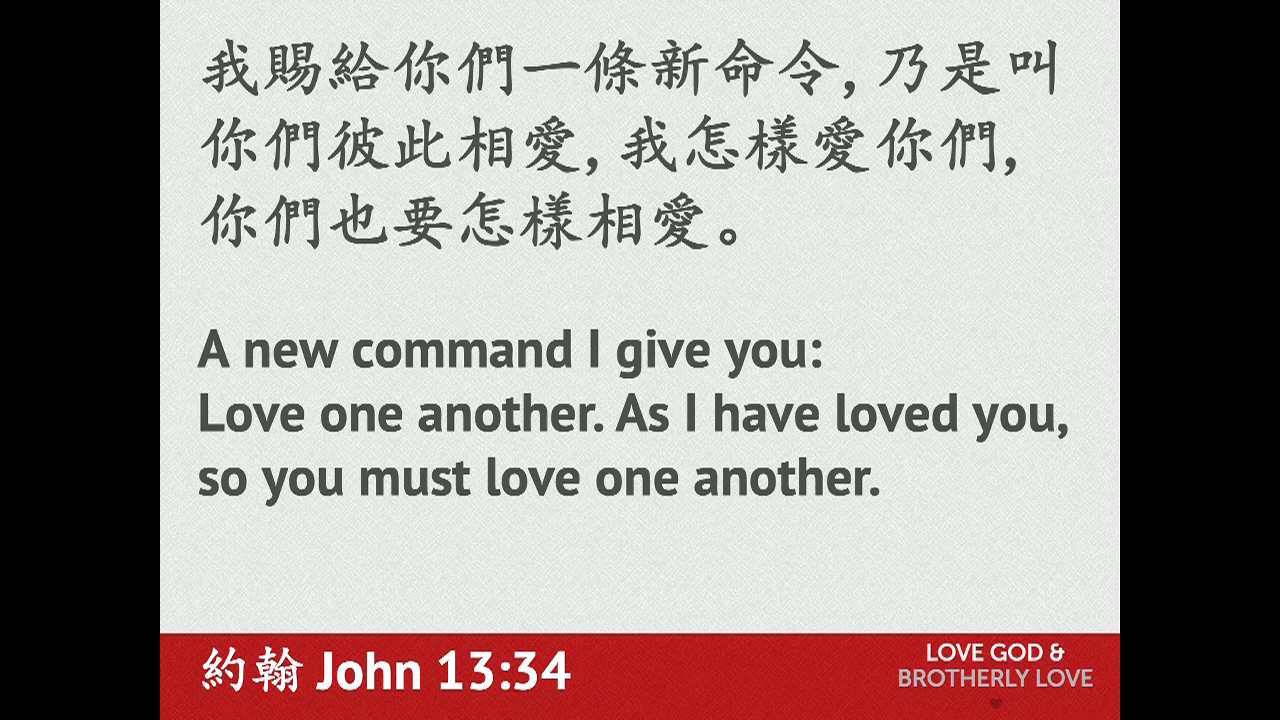 我賜給你們一條新命令,乃是叫
你們彼此相愛,我怎樣愛你們,
你們也要怎樣相愛。
A new command I give you:
Love one another. As I have loved you,
so you must love one another.
約翰 John 13:34
LOVE GOD &
BROTHERLY LOVE